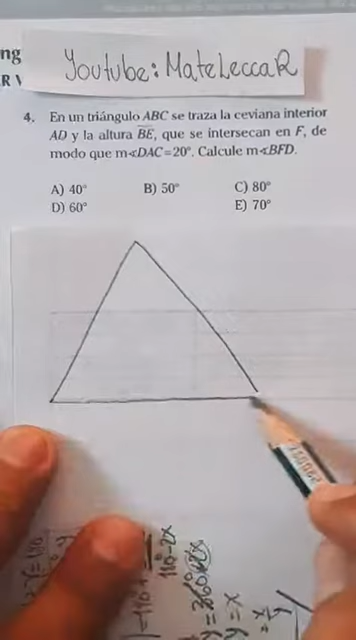 ng
R
Youtube: MateLeccaR
4. En un triángulo ABC se traza la ceviana interior
AD y la altura BE, que se intersecan en F, de
modo que m∢DAC=20°. Calcule m∢BFD.
A) 40° B) 50° C) 80°
D) 60° E) 70°
110-2x
y=x